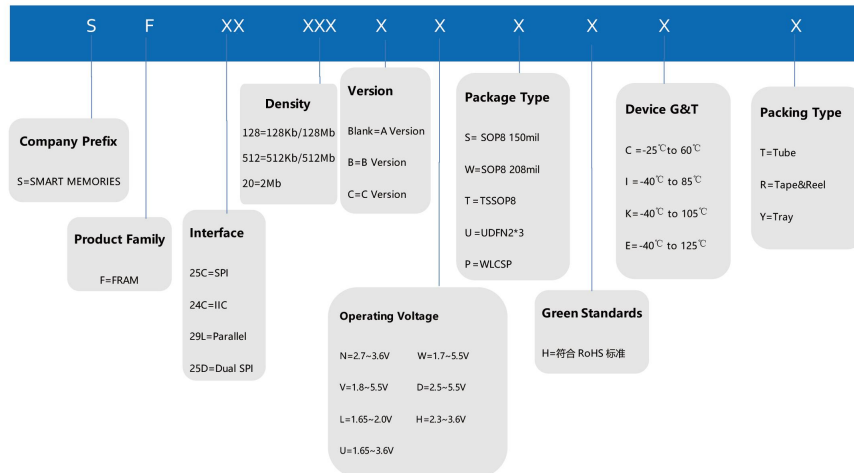 S F XX XXX X X X X X X
Company Prefix
S=SMART MEMORIES
Product Family
F=FRAM
Interface
25C=SPI
24C=IIC
29L=Parallel
25D=Dual SPI
Density
128=128Kb/128Mb
512=512Kb/512Mb
20=2Mb
Version
Blank=A Version
B=B Version
C=C Version
Operating Voltage
N=2.7~3.6V W=1.7~5.5V
V=1.8~5.5V D=2.5~5.5V
L=1.65~2.0V H=2.3~3.6V
U=1.65~3.6V
Package Type
S= SOP8 150mil
W=SOP8 208mil
T=TSSOP8
U=UDFN2*3
P=WLCSP
Green Standards
H=符合 RoHS 标准
Device G&T
C =-25℃to 60℃
I =-40℃ to 85℃
K=-40℃ to 105℃
E=-40℃ to 125℃
Packing Type
T=Tube
R=Tape&Reel
Y=Tray